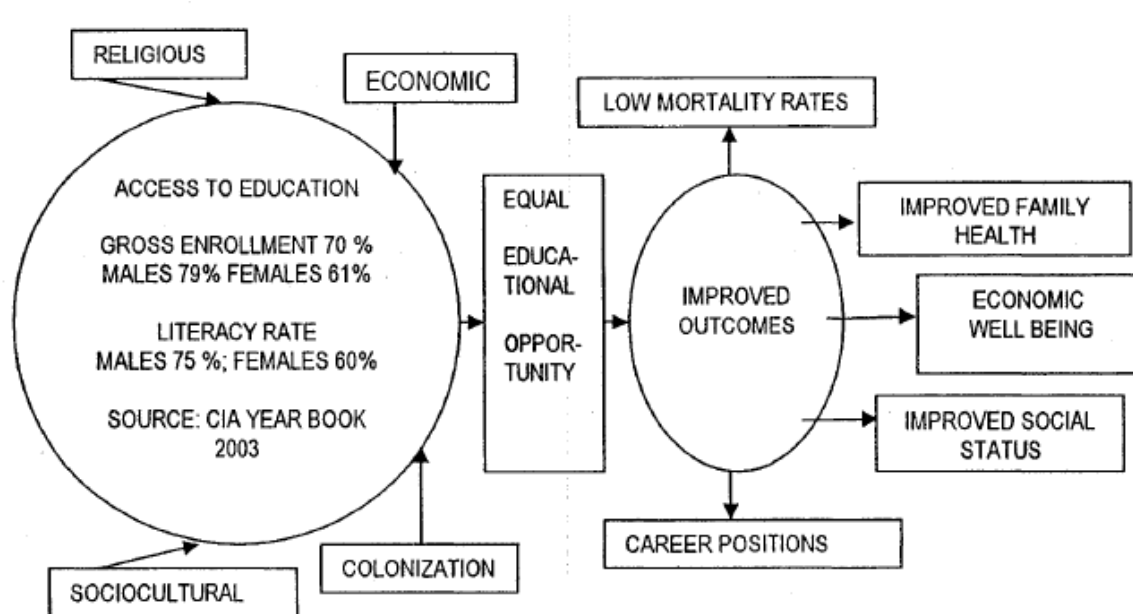 RELIGIOUS
ECONOMIC
ACCESS TO EDUCATION
GROSS ENROLLMENT 70 %
MALES 79% FEMALES 61%
LITERACY RATE
MALES 75 %; FEMALES 60%
SOURCE: CIA YEAR BOOK
2003
SOCIOCULTURAL
COLONIZATION
EQUAL
EDUCA-
TIONAL
OPPOR-
TUNITY
IMPROVED
OUTCOMES
LOW MORTALITY RATES
IMPROVED FAMILY
HEALTH
ECONOMIC
WELL BEING
IMPROVED SOCIAL
STATUS
CAREER POSITIONS